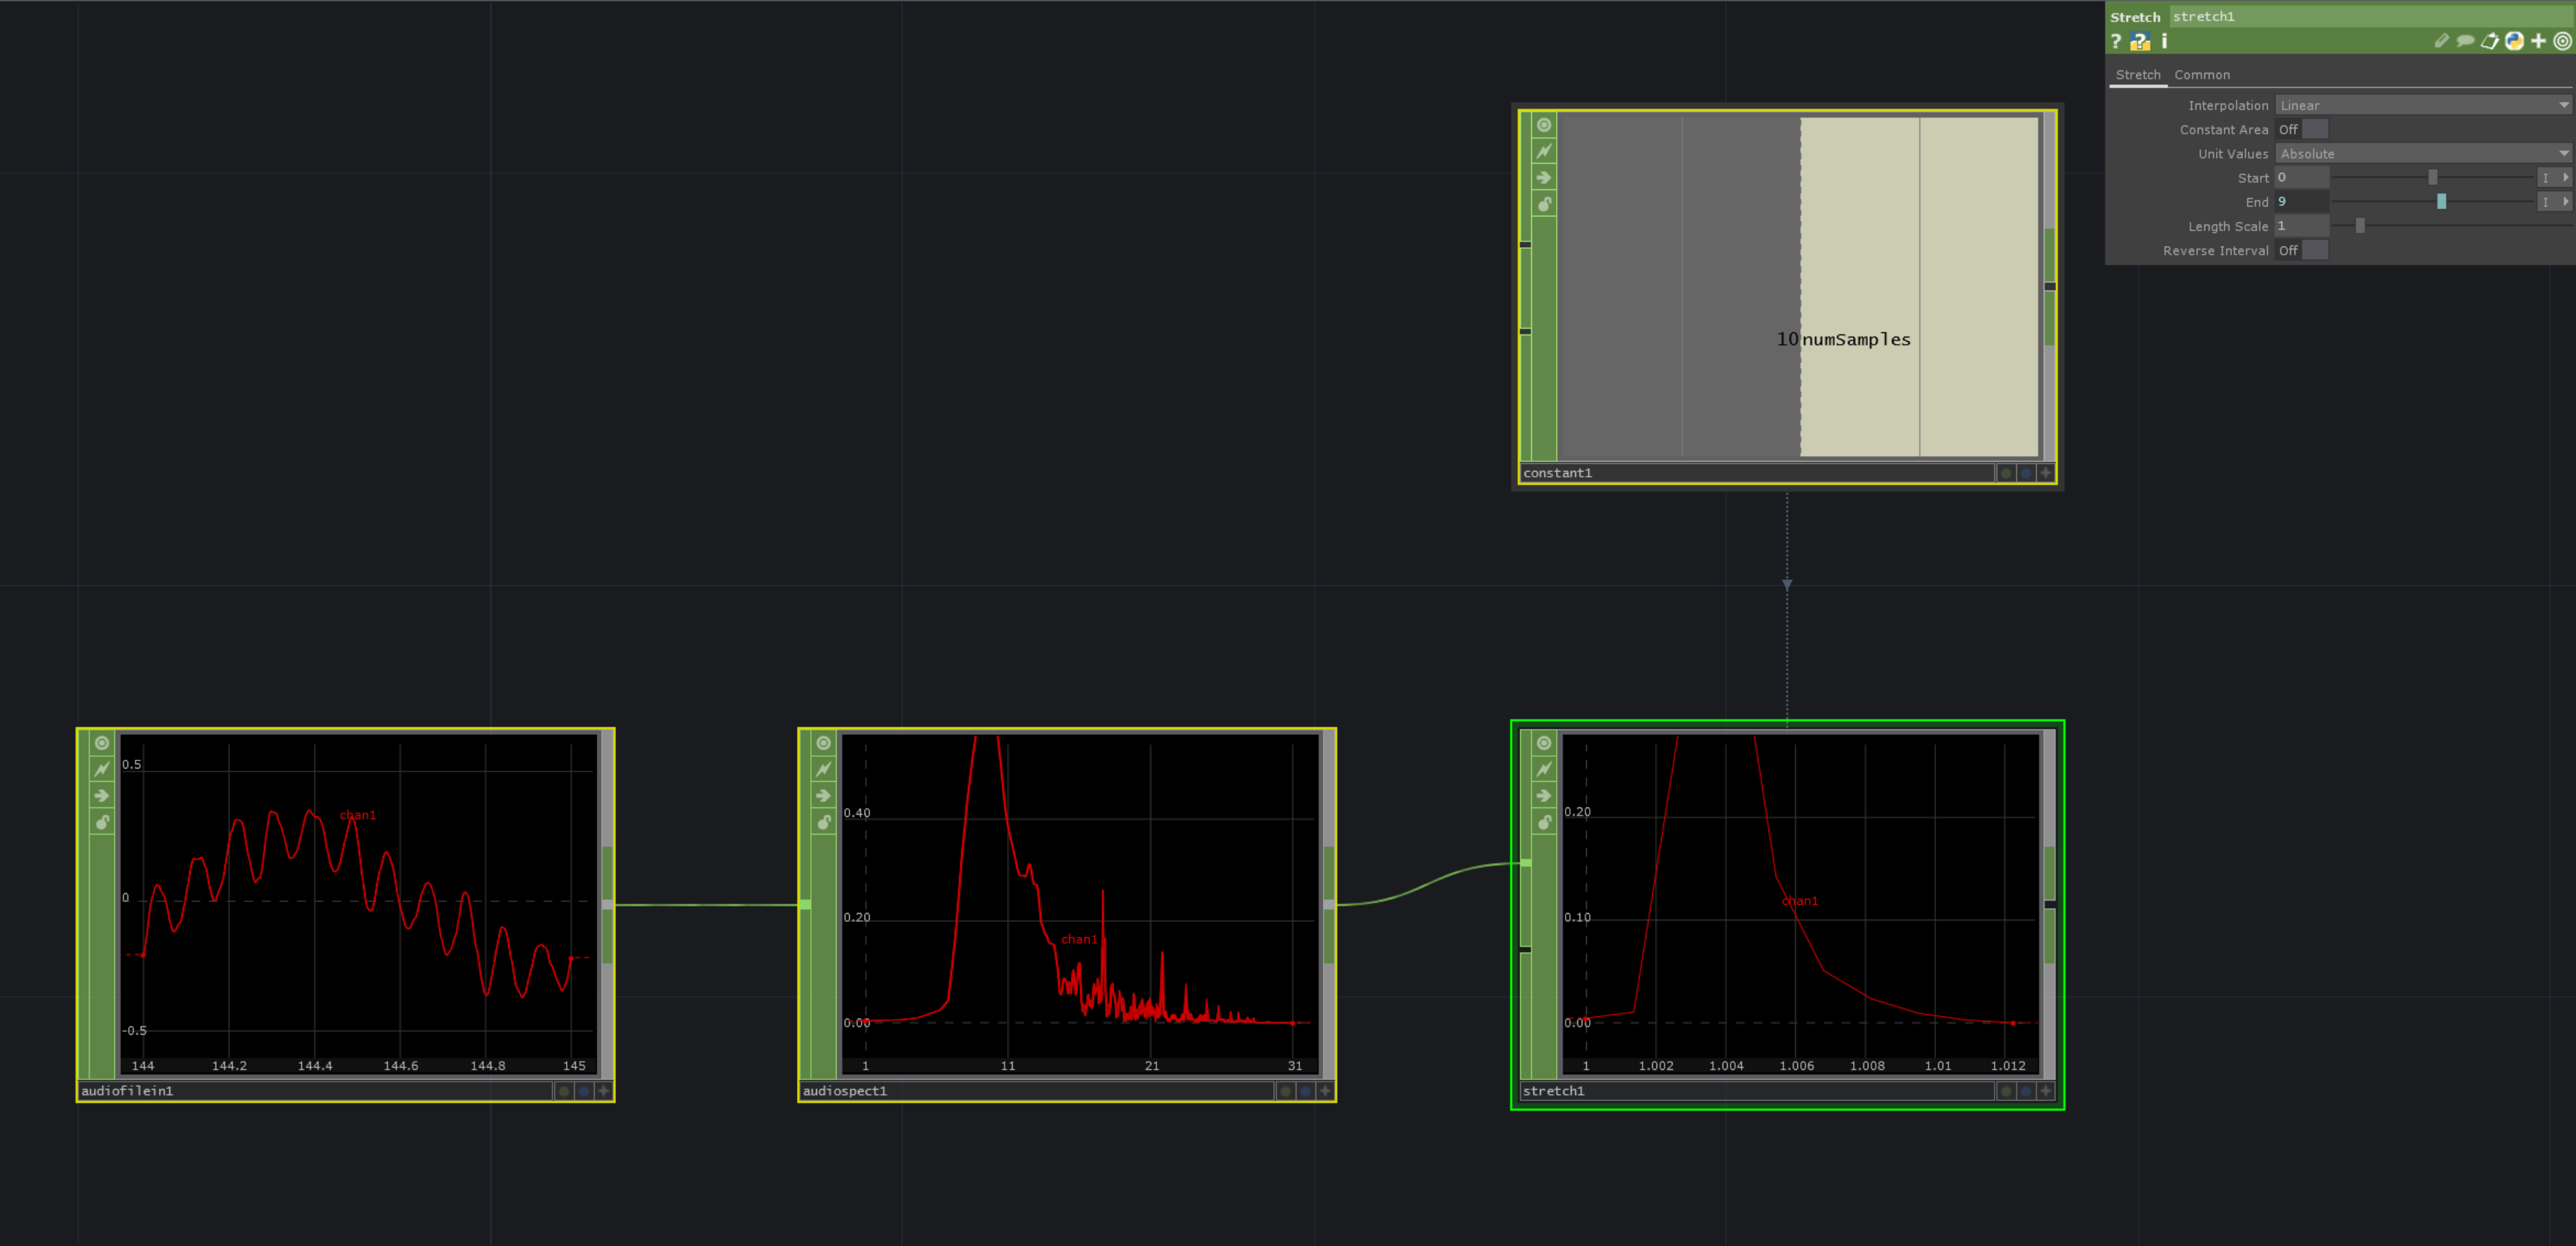 Stretch stretch1
? ? i
Stretch Common
Interpolation Linear
Constant Area Off
Unit Values Absolute
Start 0 I
End 9 I
Length Scale 1
Reverse Interval Off
10 numSamples
constant1
0.5
chan1
0
-0.5
144 144.2 144.4 144.6 144.8 145
audiofilein1
0.40
0.20
chan1
0.00
1 11 21 31
audiospect1
0.20
chan1
0.10
0.00
1 1.002 1.004 1.006 1.008 1.01 1.012
stretch1